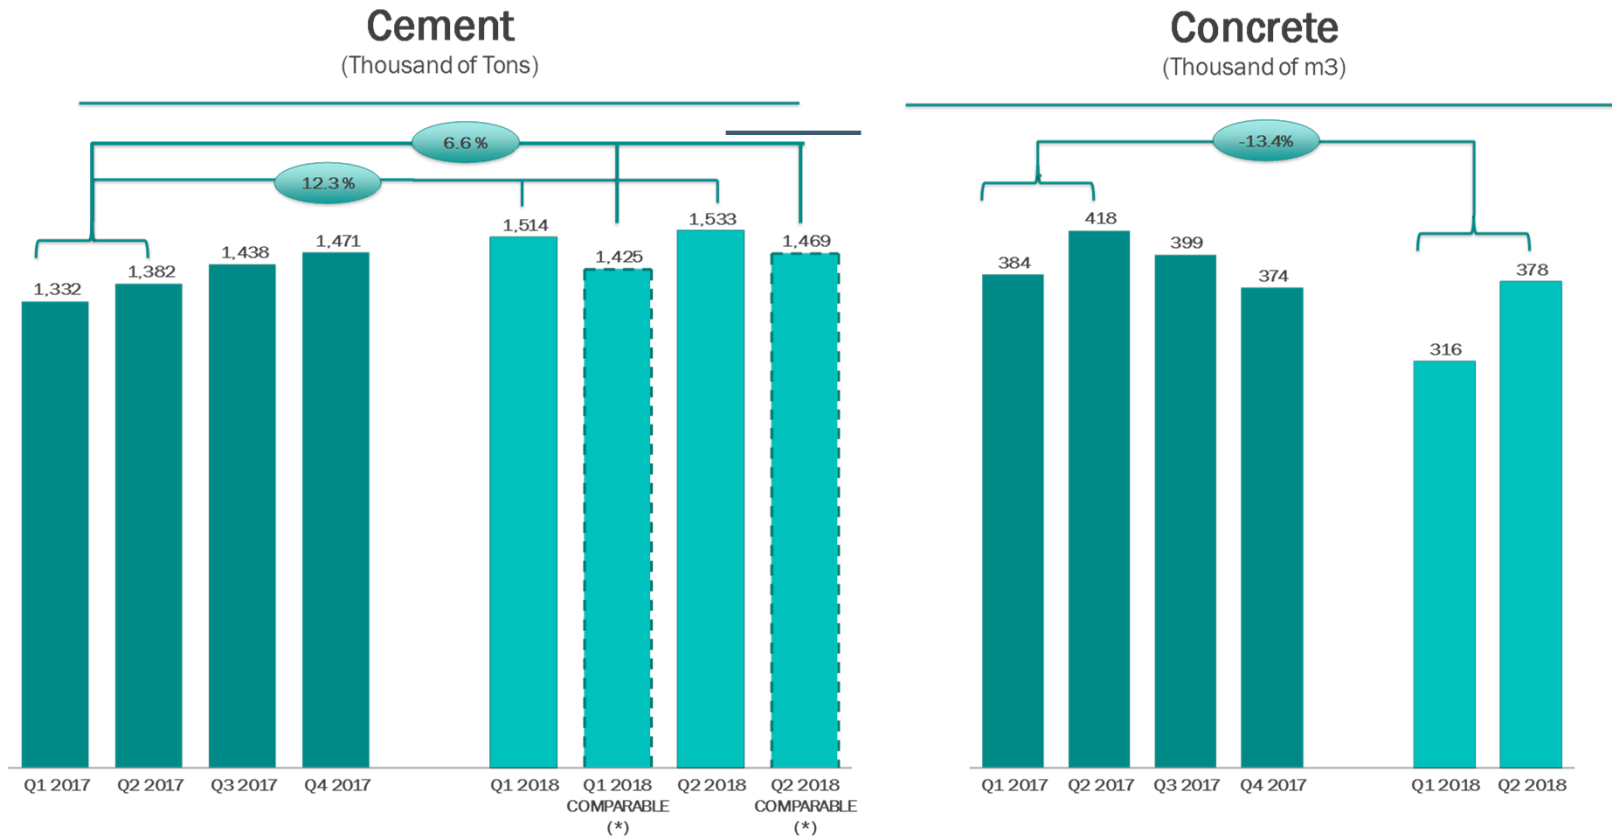 Cement
(Thousand of Tons)
6.6 %
12.3 %
1,332
1,382
1,438
1,471
1,514
1,425
1,533
1,469
Q1 2017
Q2 2017
Q3 2017
Q4 2017
Q1 2018
Q1 2018
COMPARABLE
(*)
Q2 2018
Q2 2018
COMPARABLE
(*)
Concrete
(Thousand of m3)
-13.4%
384
418
399
374
316
378
Q1 2017
Q2 2017
Q3 2017
Q4 2017
Q1 2018
Q2 2018